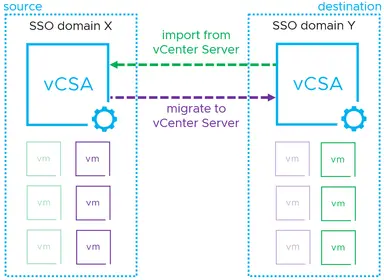 source
destination
SSO domain X
SSO domain Y
import from
vCenter Server
vCSA
vCSA
migrate to
vCenter Server
vm
vm
vm
vm
vm
vm
vm
vm
vm
vm
vm
vm